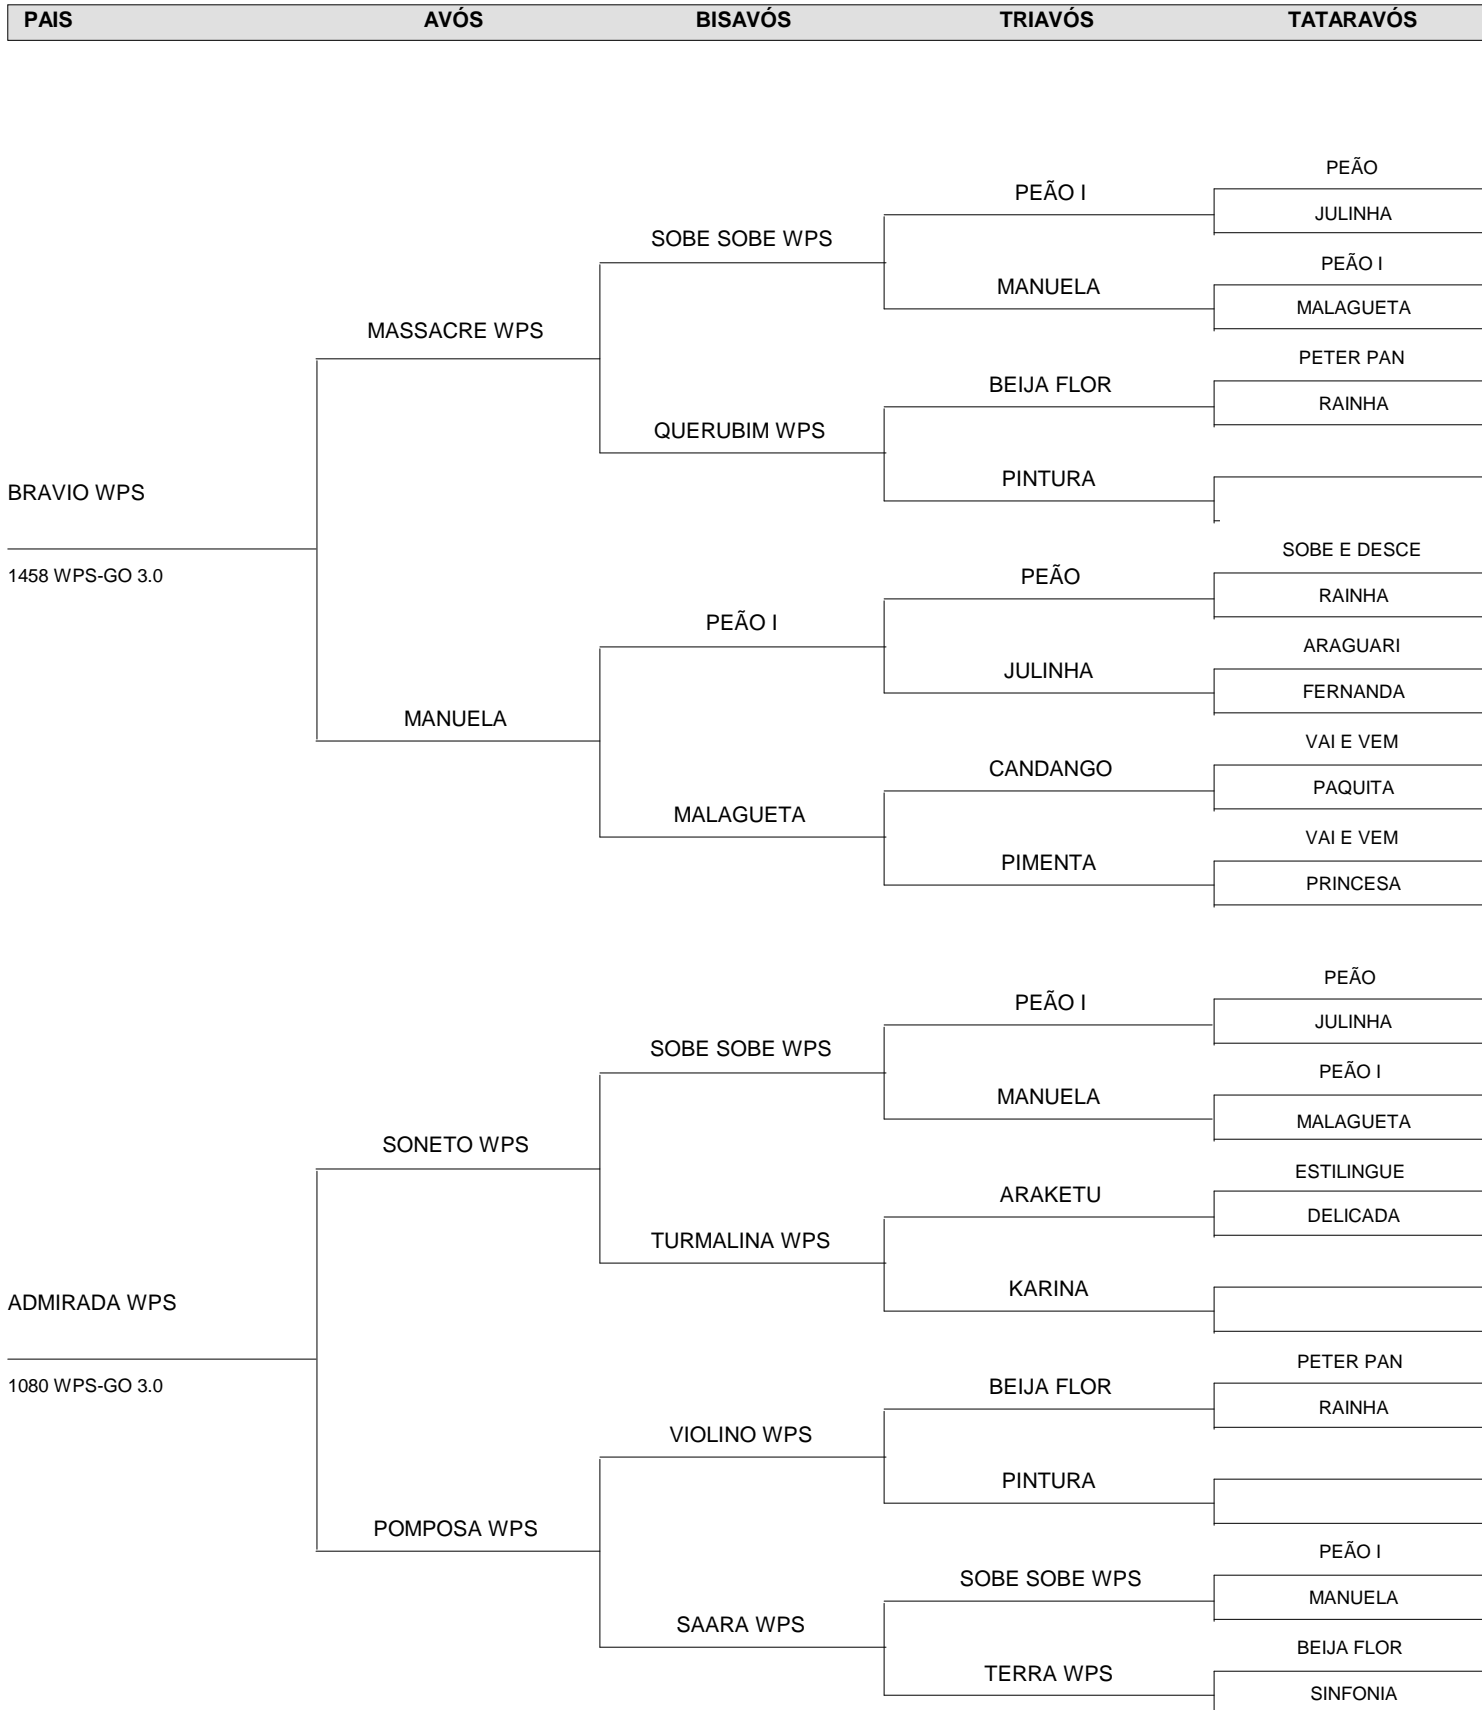 PAIS AVÓS BISAVÓS TRIAVÓS TATARAVÓS
PEÃO
PEÃO I
JULINHA
SOBE SOBE WPS
PEÃO I
MANUELA
MALAGUETA
MASSACRE WPS
PETER PAN
BEIJA FLOR
RAINHA
QUERUBIM WPS
PINTURA
BRAVIO WPS
SOBE E DESCE
1458 WPS-GO 3.0
PEÃO
RAINHA
PEÃO I
ARAGUARI
JULINHA
FERNANDA
MANUELA
VAI E VEM
CANDANGO
PAQUITA
MALAGUETA
VAI E VEM
PIMENTA
PRINCESA
PEÃO
PEÃO I
JULINHA
SOBE SOBE WPS
PEÃO I
MANUELA
MALAGUETA
SONETO WPS
ESTILINGUE
ARAKETU
DELICADA
TURMALINA WPS
KARINA
ADMIRADA WPS
PETER PAN
1080 WPS-GO 3.0
BEIJA FLOR
RAINHA
VIOLINO WPS
PINTURA
POMPOSA WPS
PEÃO I
SOBE SOBE WPS
MANUELA
SAARA WPS
BEIJA FLOR
TERRA WPS
SINFONIA